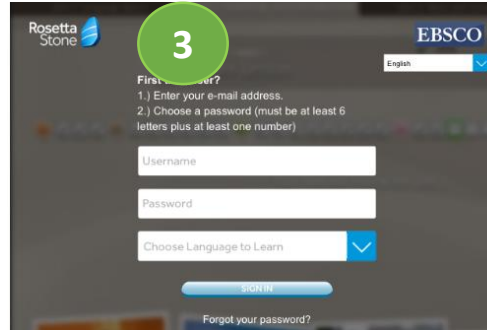 Rosetta
Stone
3
EBSCO
English
First
1.) Enter your e-mail address.
2.) Choose a password (must be at least 6
letters plus at least one number)
Username
Password
Choose Language to Learn
SIGN IN
Forgot your password?